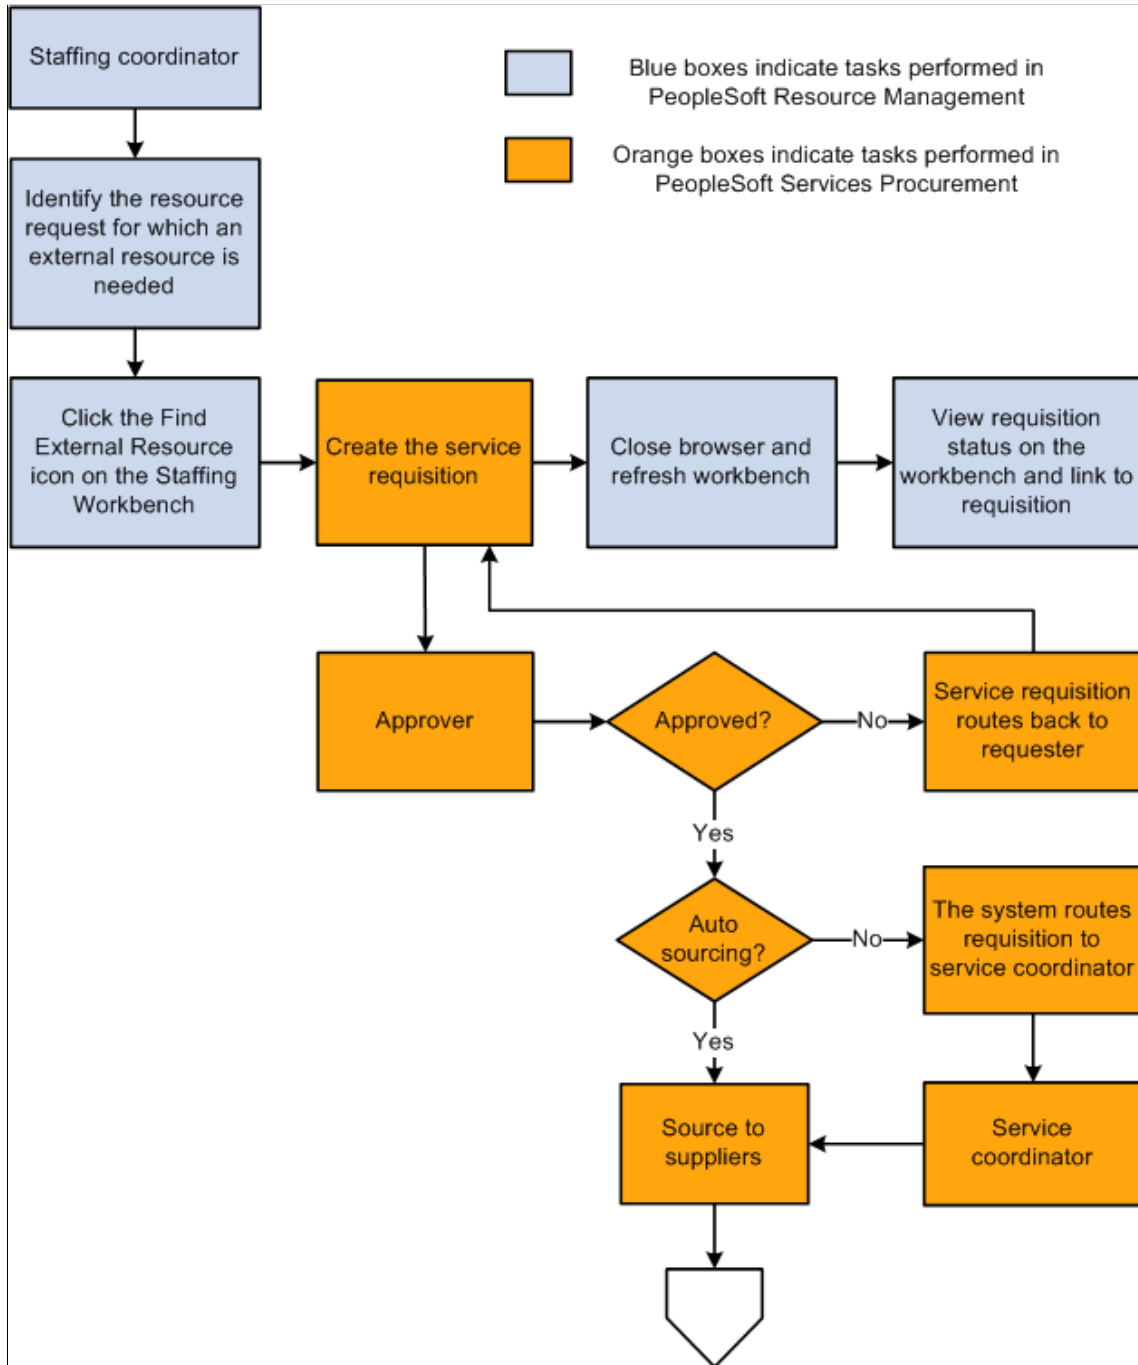 Staffing coordinator
Blue boxes indicate tasks performed in
PeopleSoft Resource Management
Orange boxes indicate tasks performed in
PeopleSoft Services Procurement
Identify the resource
request for which an
external resource is
needed
Click the Find
External Resource
icon on the Staffing
Workbench
Create the service
requisition
Close browser and
refresh workbench
View requisition
status on the
workbench and link to
requisition
Approver
Approved?
No
Service requisition
routes back to
requester
Yes
Auto
sourcing?
No
The system routes
requisition to
service coordinator
Yes
Source to
suppliers
Service
coordinator